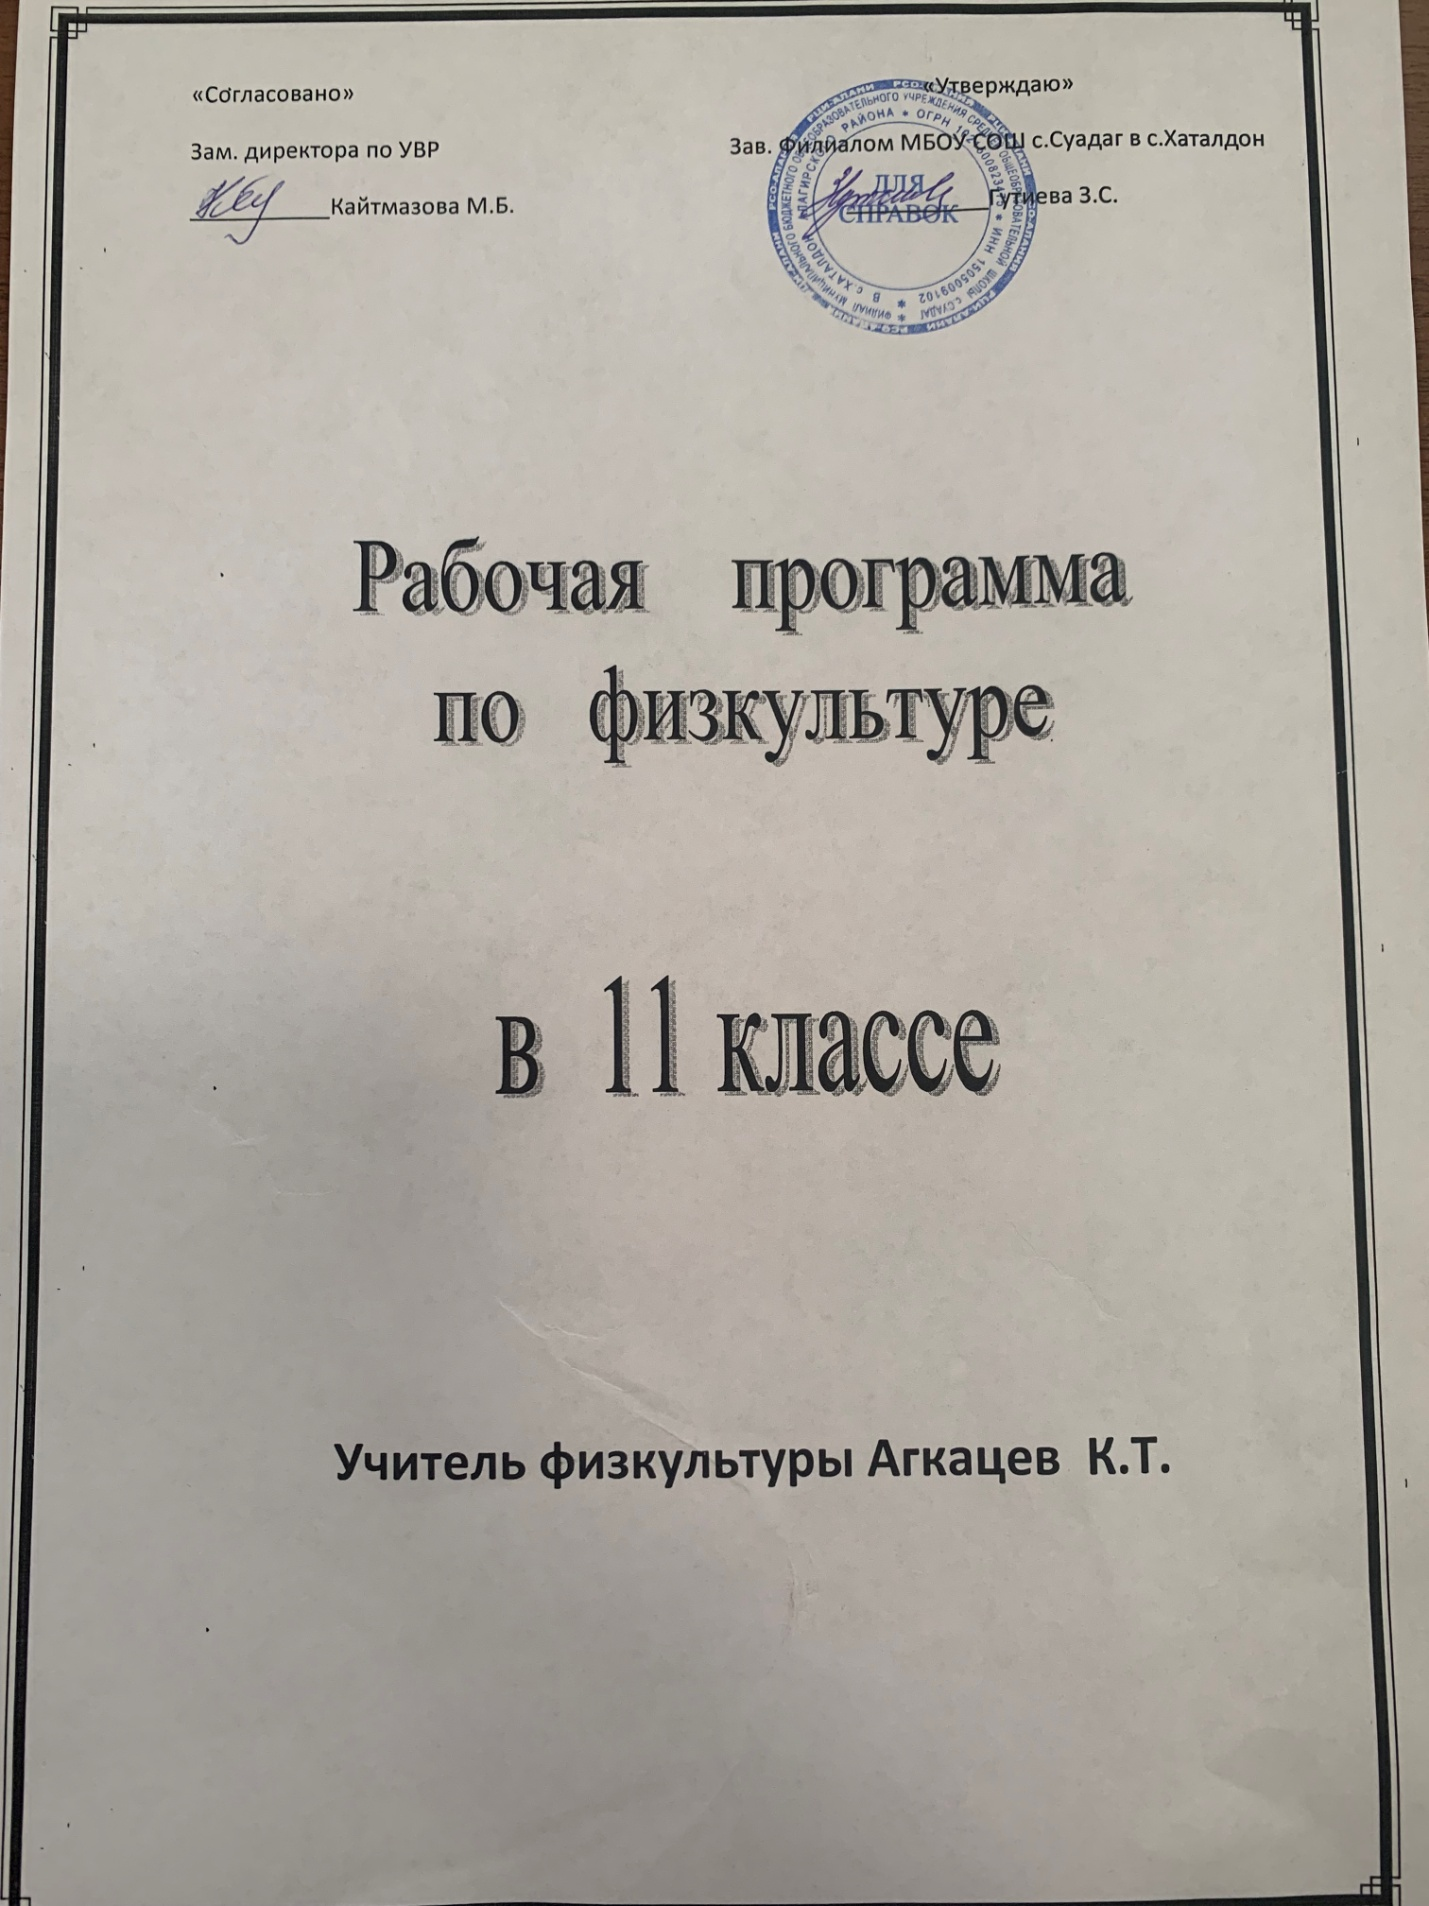 «Согласовано»
«Утверждаю»
Зам. директора по УВР
Зав. Филиалом МБОУ СОШ с.Суадаг в с.Хаталдон
Кайтмазова М.Б.
Гутиева З.С.
ДЛЯ
СПРАВОК
Рабочая программа
по физкультуре
в 11 классе
Учитель физкультуры Агкацев К.Т.